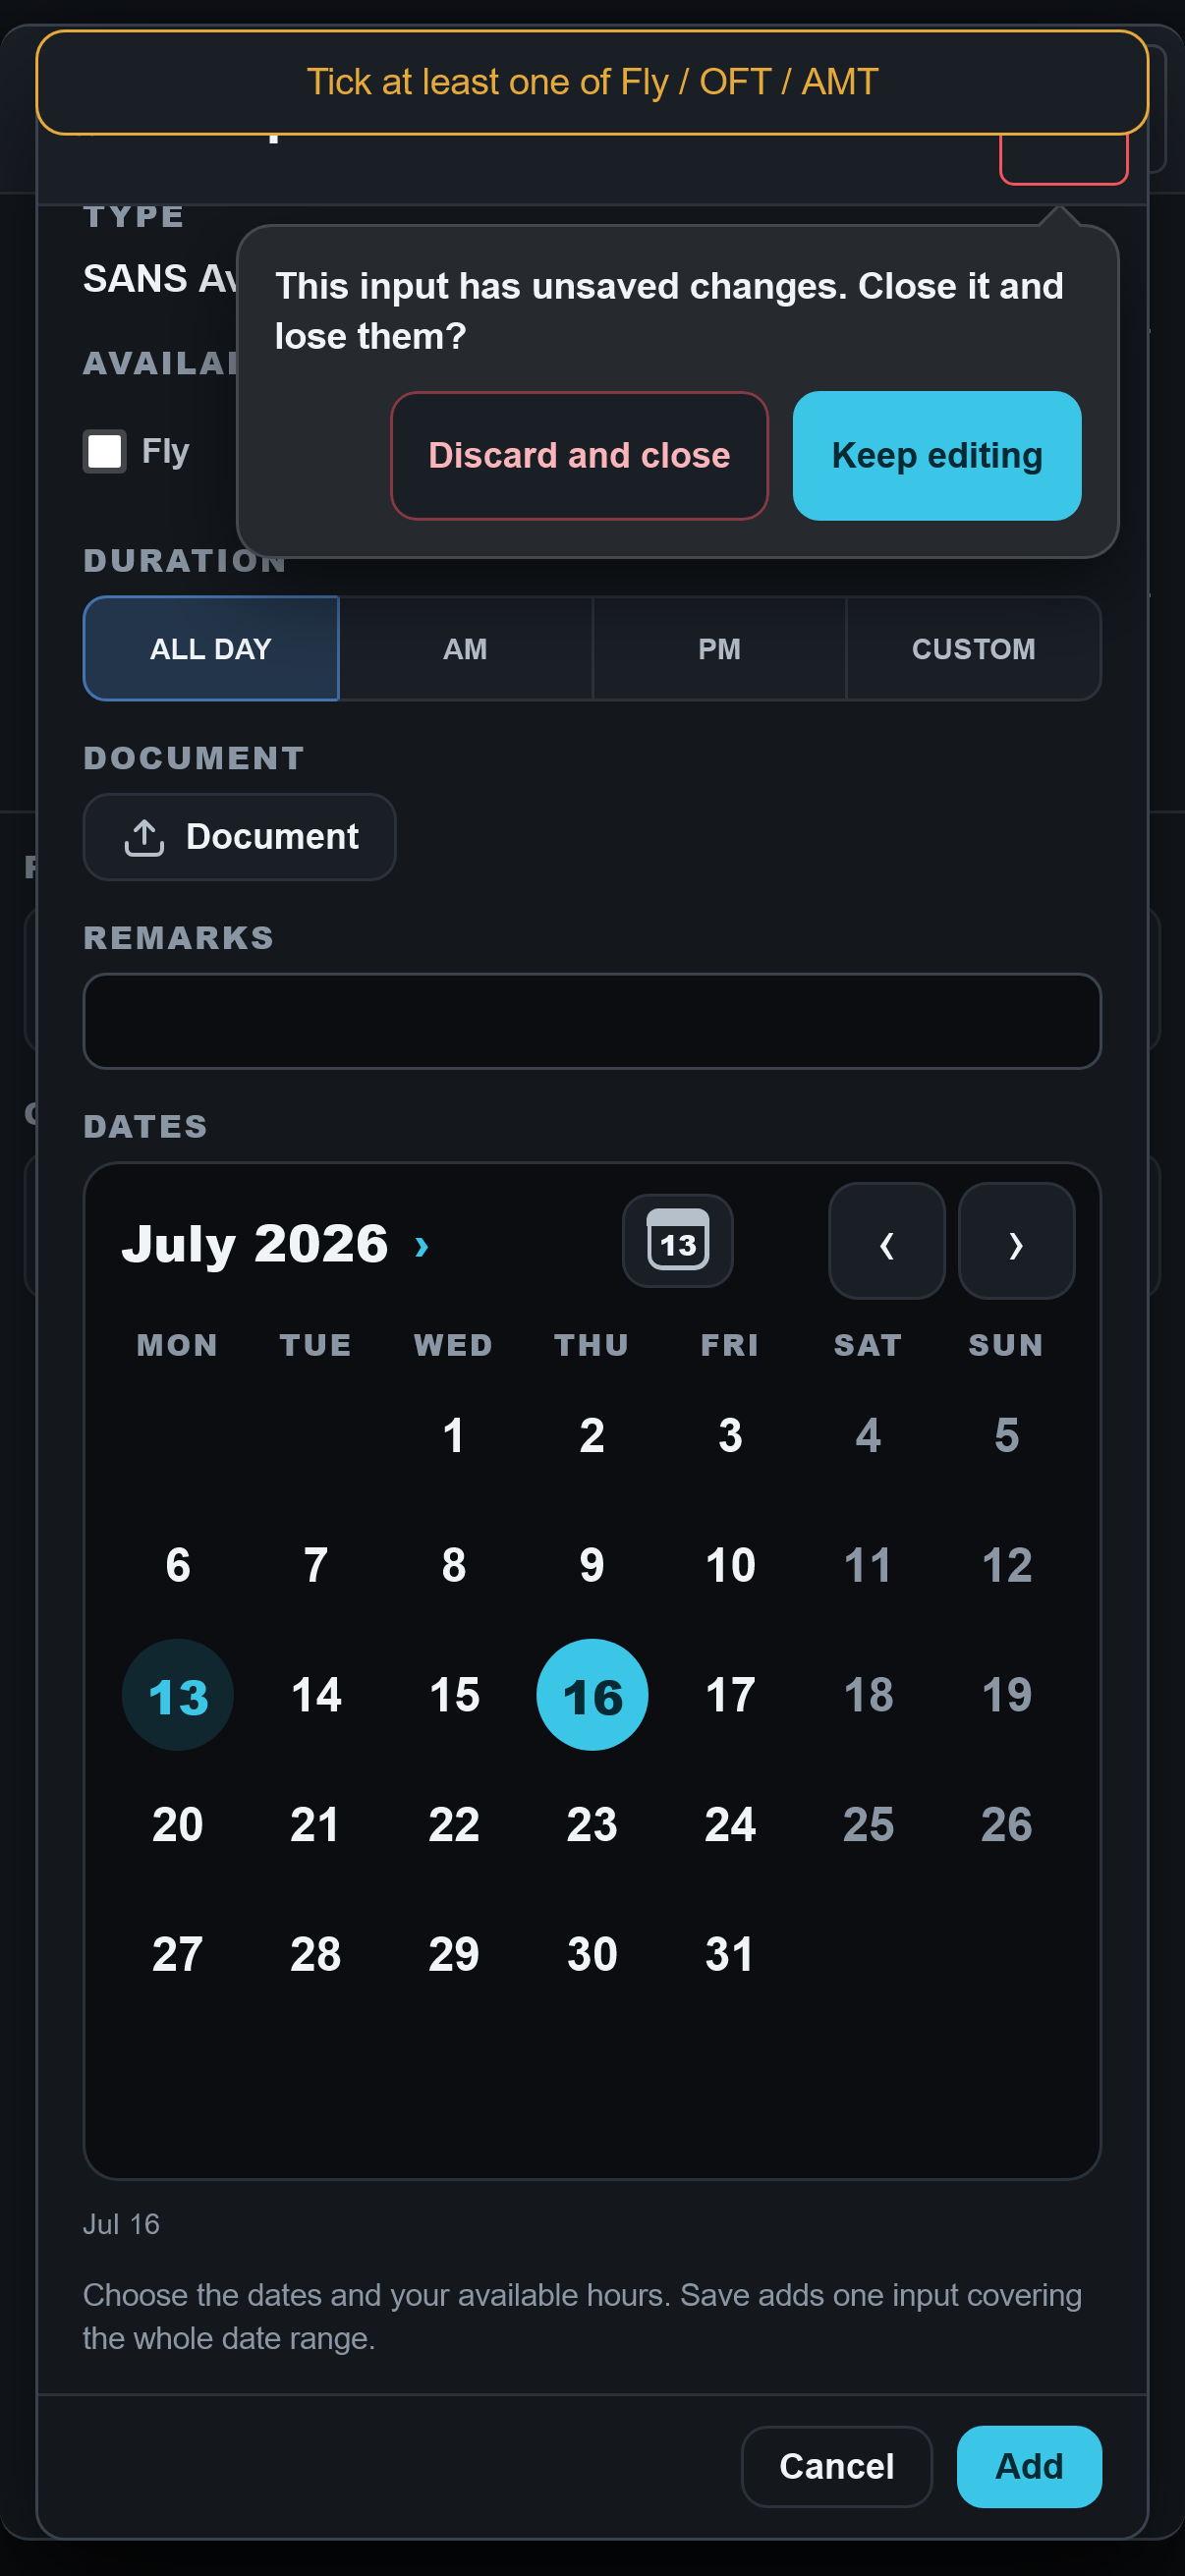 Tick at least one of Fly / OFT / AMT
TYPE
SANS
This input has unsaved changes. Close it and
lose them?
Discard and close
Keep editing
Fly
DURATION
ALL DAY
AM
PM
CUSTOM
DOCUMENT
Document
REMARKS
DATES
July 2026 ›
13
‹ ›
MON TUE WED THU FRI SAT SUN
1 2 3 4 5
6 7 8 9 10 11 12
13 14 15 16 17 18 19
20 21 22 23 24 25 26
27 28 29 30 31
Jul 16
Choose the dates and your available hours. Save adds one input covering
the whole date range.
Cancel
Add